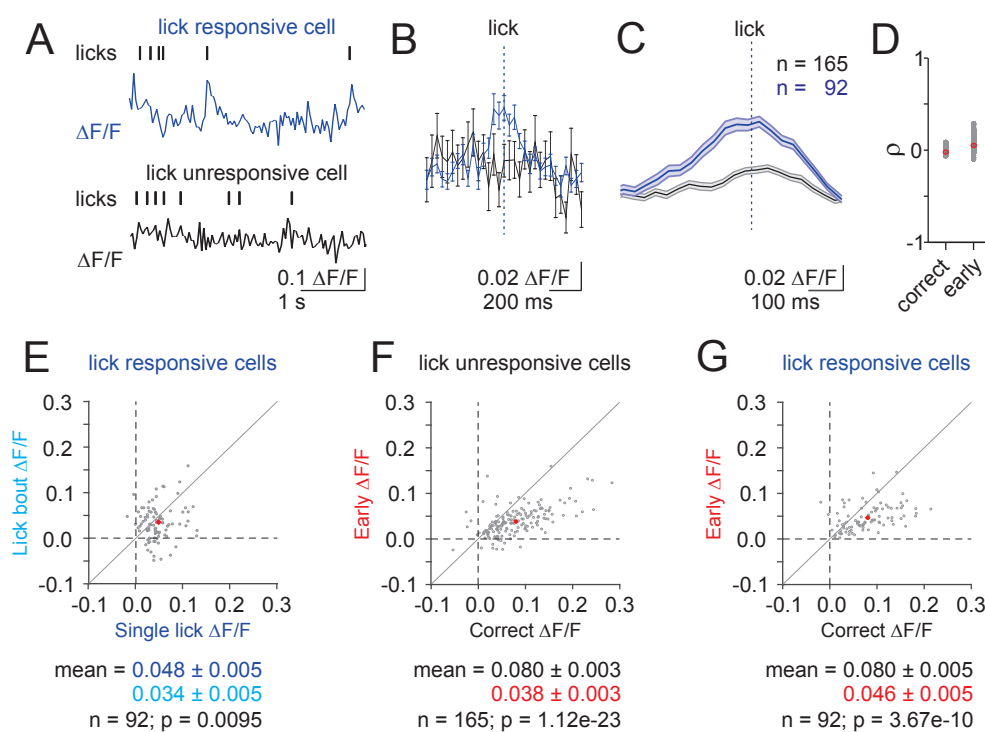 A
lick responsive cell
licks
ΔF/F
lick unresponsive cell
licks
ΔF/F
0.1 ΔF/F
1 s
B
lick
0.02 ΔF/F
200 ms
C
lick
n = 165
n = 92
0.02 ΔF/F
100 ms
D
1
0
-1
ρ
correct
early
E
lick responsive cells
0.3
0.2
0.1
0.0
-0.1
Lick bout ΔF/F
-0.1 0.0 0.1 0.2 0.3
Single lick ΔF/F
mean = 0.048 ± 0.005
0.034 ± 0.005
n = 92; p = 0.0095
F
lick unresponsive cells
0.3
0.2
0.1
0.0
-0.1
Early ΔF/F
-0.1 0.0 0.1 0.2 0.3
Correct ΔF/F
mean = 0.080 ± 0.003
0.038 ± 0.003
n = 165; p = 1.12e-23
G
lick responsive cells
0.3
0.2
0.1
0.0
-0.1
Early ΔF/F
-0.1 0.0 0.1 0.2 0.3
Correct ΔF/F
mean = 0.080 ± 0.005
0.046 ± 0.005
n = 92; p = 3.67e-10